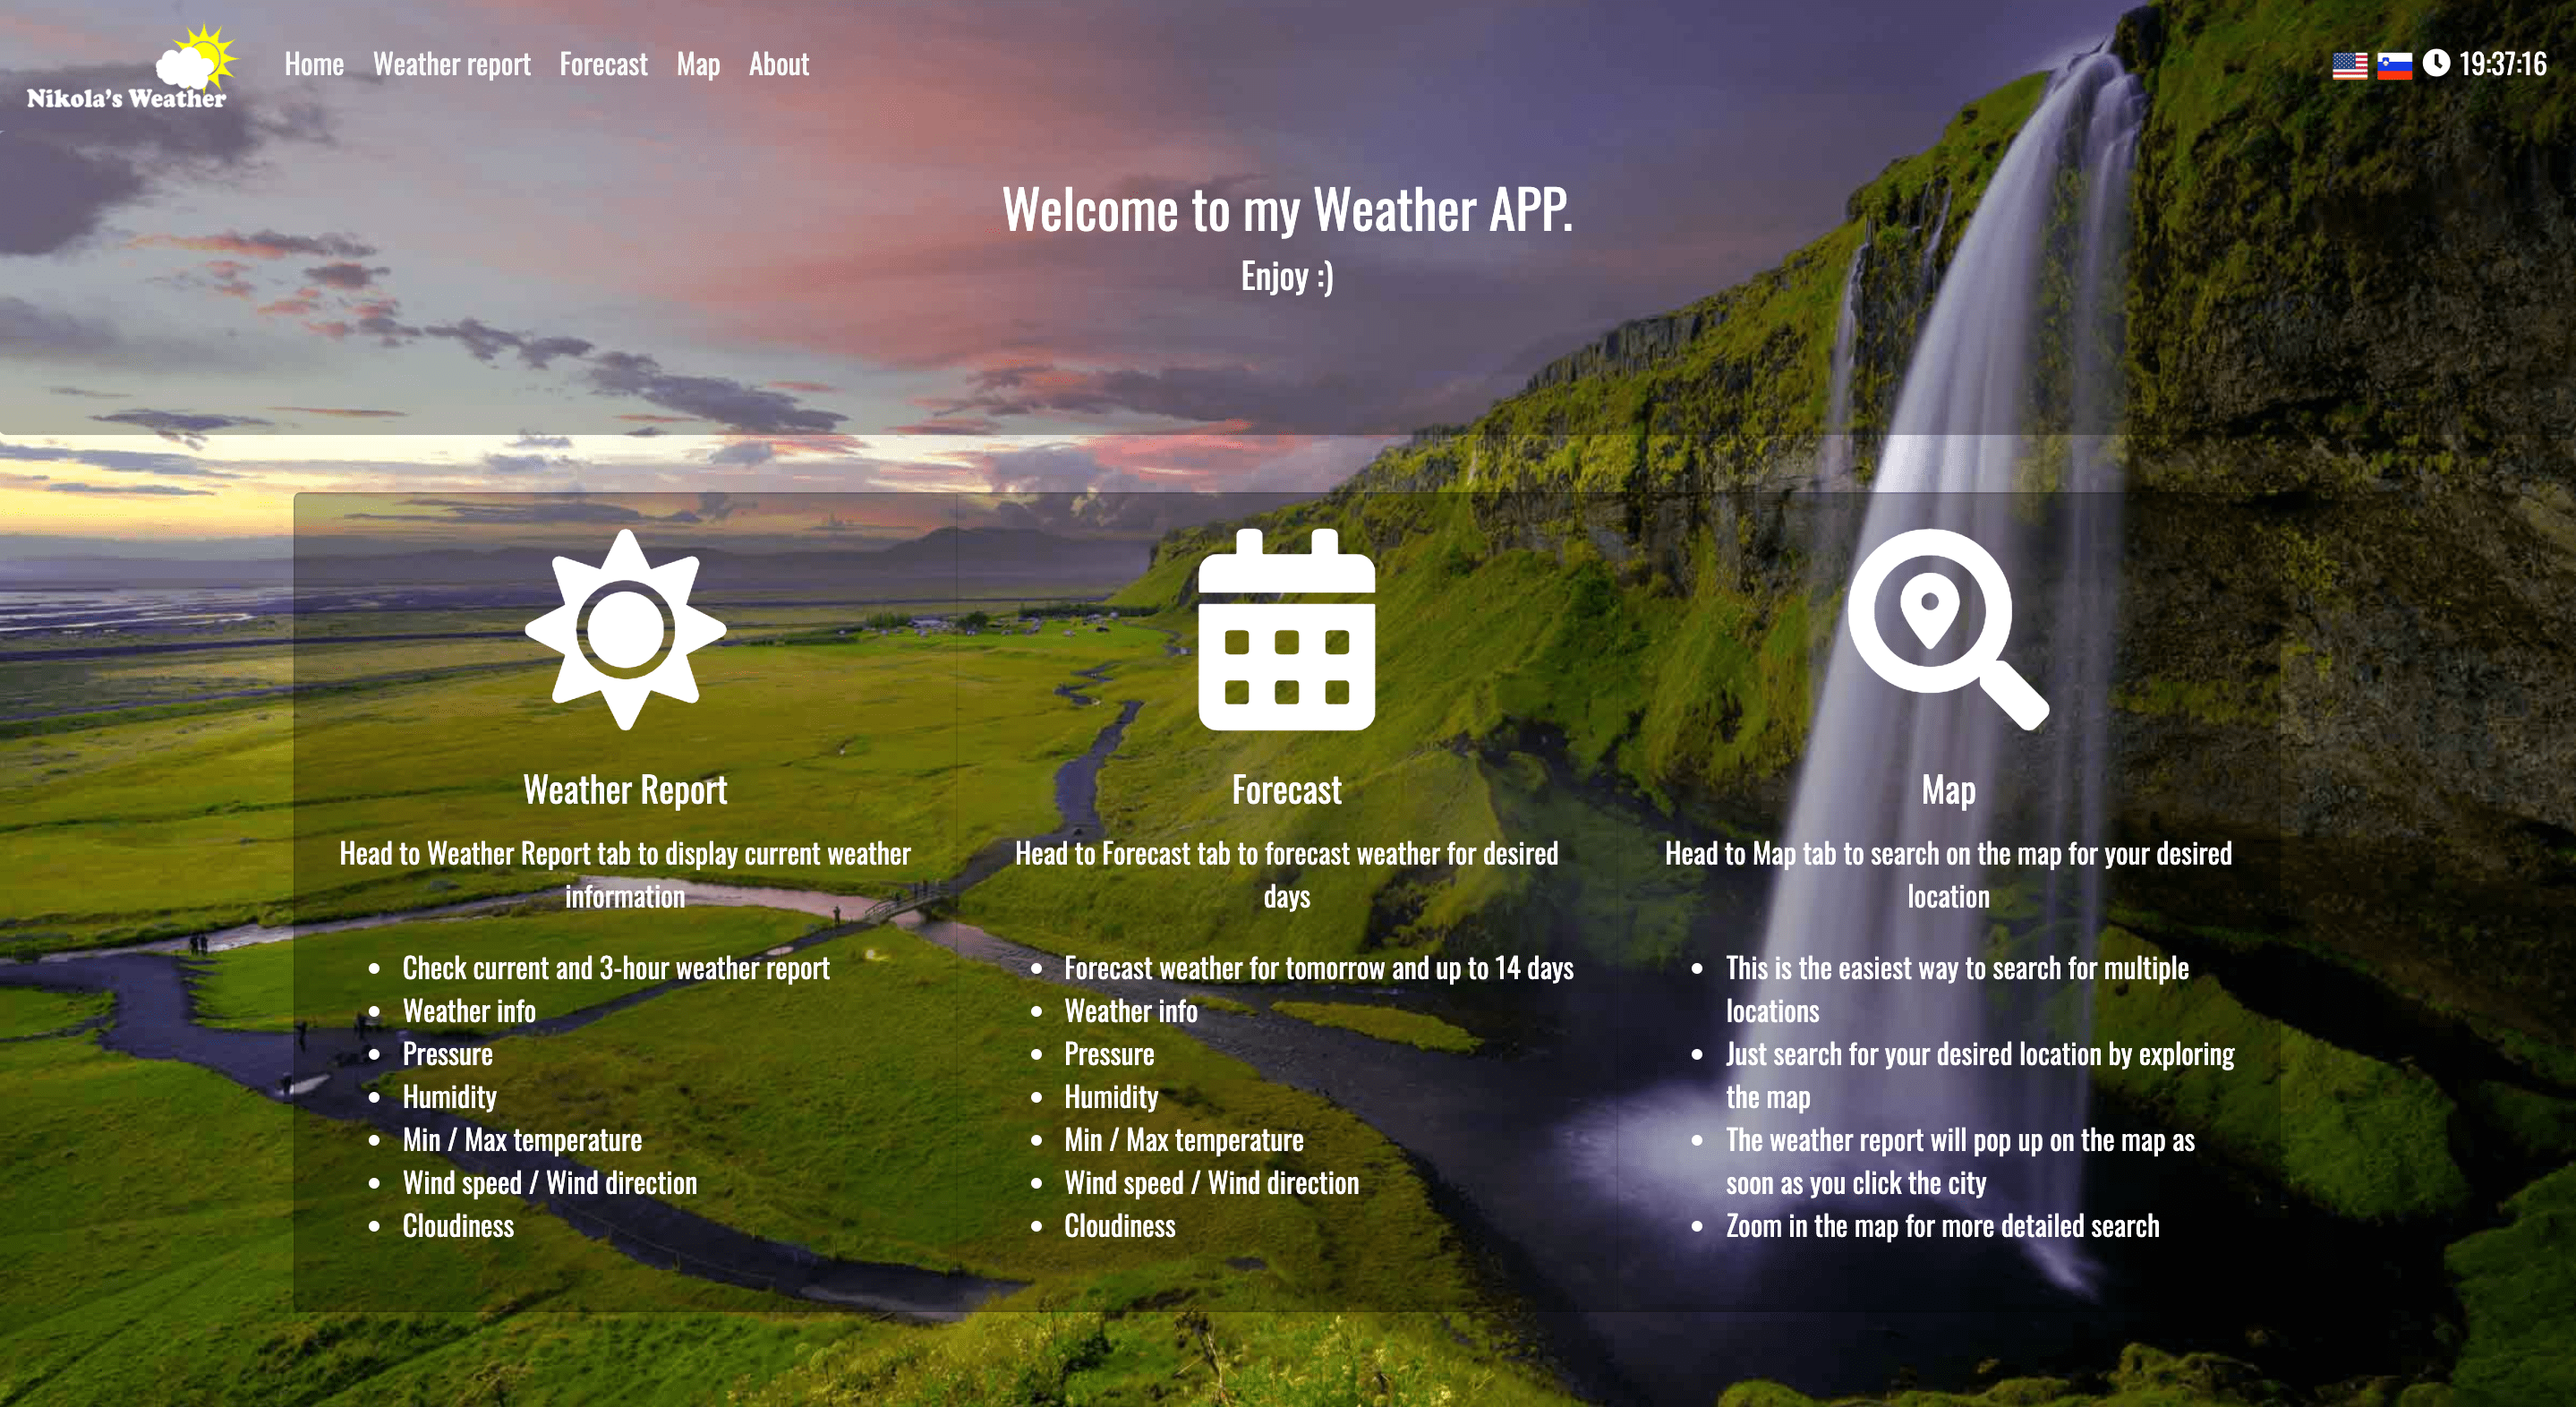 Nikola's Weather
Home
Weather report
Forecast
Map
About
19:37:16
Welcome to my Weather APP.
Enjoy :)
Weather Report
Head to Weather Report tab to display current weather
information
• Check current and 3-hour weather report
• Weather info
• Pressure
• Humidity
• Min / Max temperature
• Wind speed / Wind direction
• Cloudiness
Forecast
Head to Forecast tab to forecast weather for desired
days
• Forecast weather for tomorrow and up to 14 days
• Weather info
• Pressure
• Humidity
• Min / Max temperature
• Wind speed / Wind direction
• Cloudiness
Map
Head to Map tab to search on the map for your desired
location
• This is the easiest way to search for multiple
locations
• Just search for your desired location by exploring
the map
• The weather report will pop up on the map as
soon as you click the city
• Zoom in the map for more detailed search